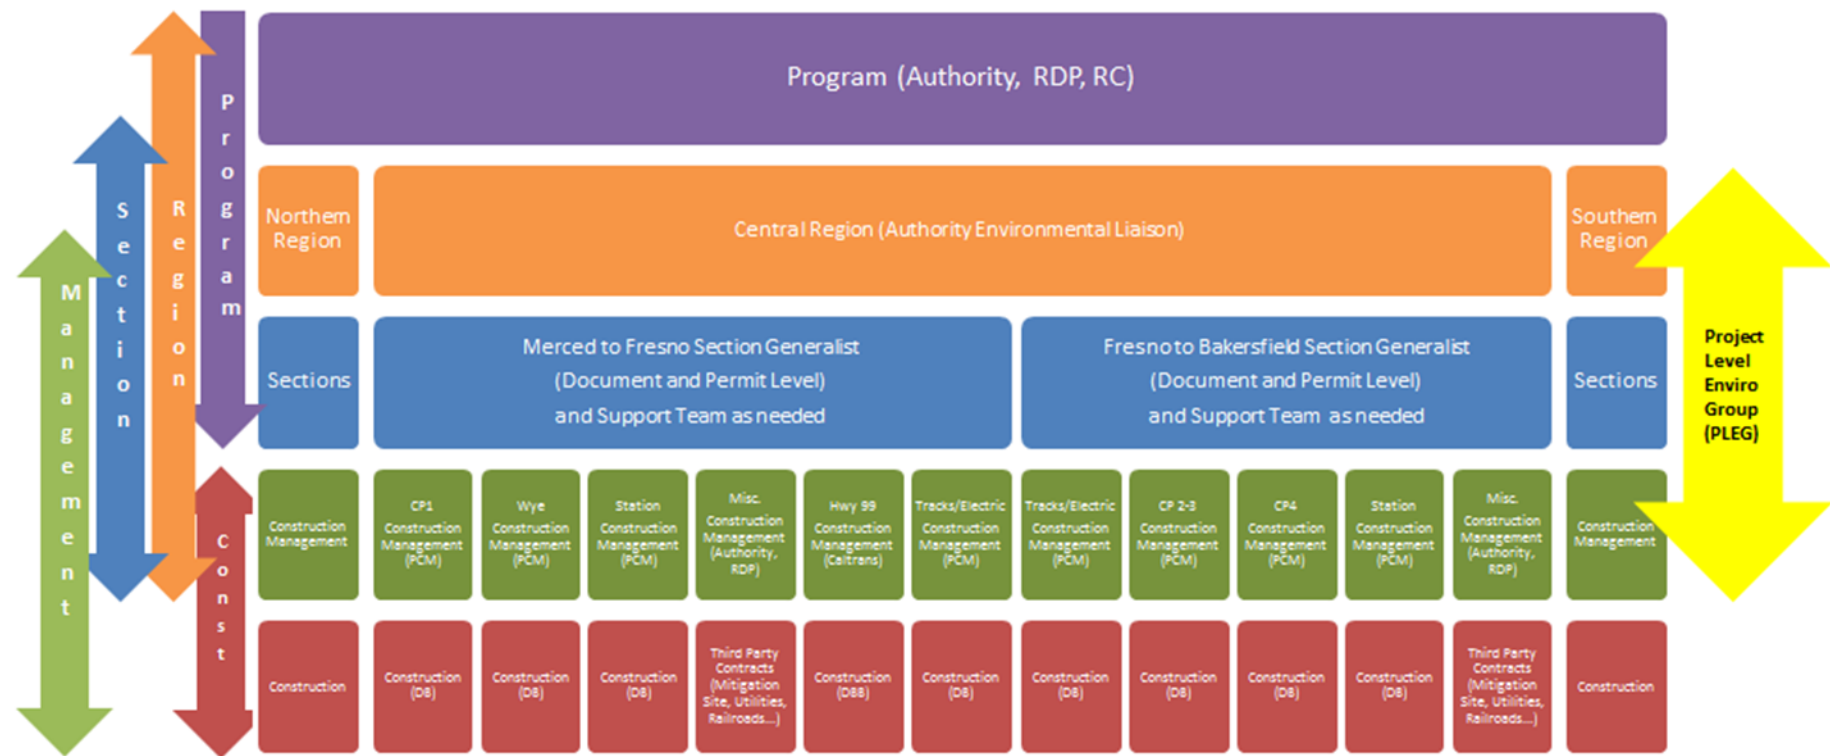 Program (Authority, RDP, RC)
Program
Region
Section
Management
Const
Northern
Region
Central Region (Authority Environmental Liaison)
Southern
Region
Sections
Merced to Fresno Section Generalist
(Document and Permit Level)
and Support Team as needed
Fresno to Bakersfield Section Generalist
(Document and Permit Level)
and Support Team as needed
Sections
Project
Level
Enviro
Group
(PLEG)
Construction
Management
CP1
Construction
Management
(PCM)
Wye
Construction
Management
(PCM)
Station
Construction
Management
(PCM)
Misc.
Construction
Management
(Authority,
RDP)
Hwy 99
Construction
Management
(Caltrans)
Tracks/Electric
Construction
Management
(PCM)
Tracks/Electric
Construction
Management
(PCM)
CP 2-3
Construction
Management
(PCM)
CP4
Construction
Management
(PCM)
Station
Construction
Management
(PCM)
Misc.
Construction
Management
(Authority,
RDP)
Construction
Management
Construction
Construction
(DB)
Construction
(DB)
Construction
(DB)
Third Party
Contracts
(Mitigation
Site, Utilities,
Railroads...)
Construction
(DBB)
Construction
(DB)
Construction
(DB)
Construction
(DB)
Construction
(DB)
Construction
(DB)
Third Party
Contracts
(Mitigation
Site, Utilities,
Railroads...)
Construction